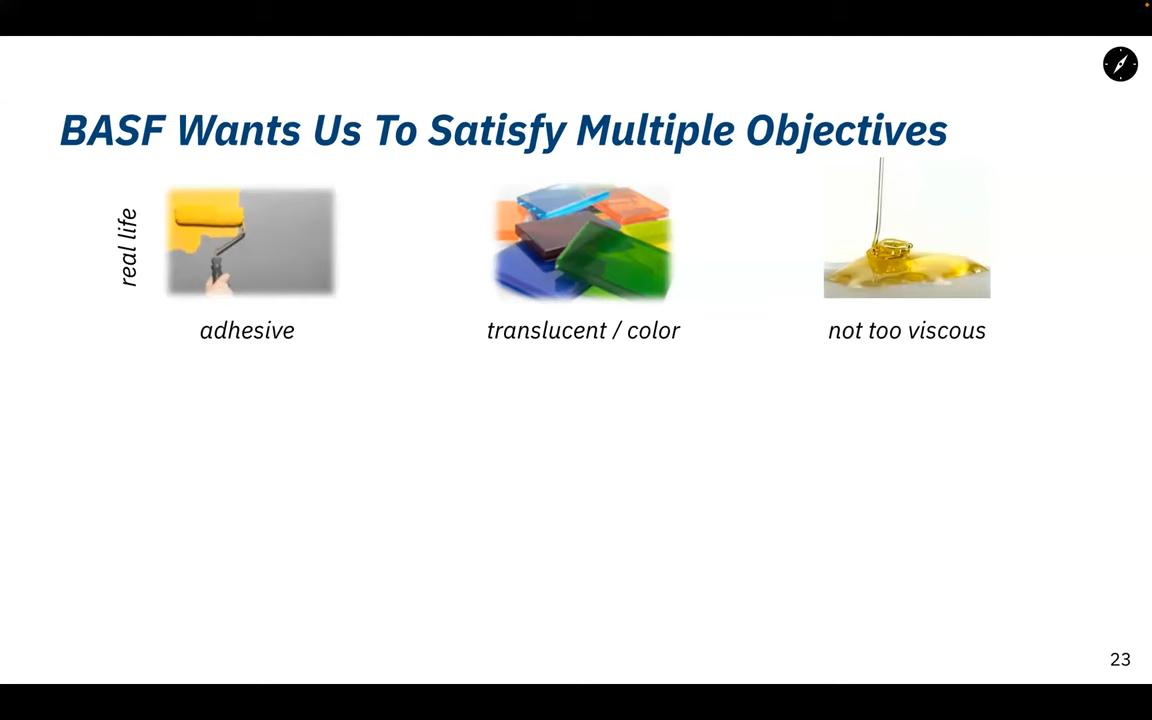 BASF Wants Us To Satisfy Multiple Objectives
real life
adhesive
translucent / color
not too viscous
23